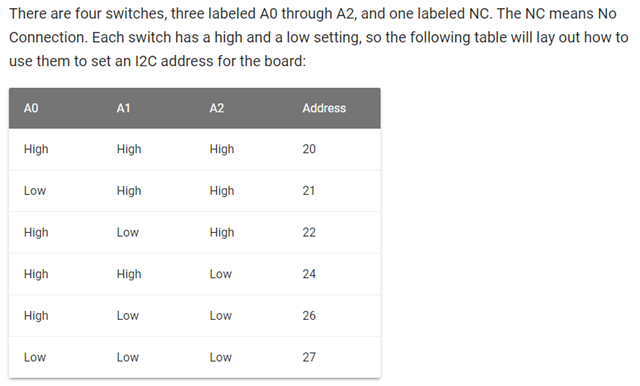 There are four switches, three labeled A0 through A2, and one labeled NC. The NC means No
Connection. Each switch has a high and a low setting, so the following table will lay out how to
use them to set an I2C address for the board:
A0 A1 A2 Address
High High High 20
Low High High 21
High Low High 22
High High Low 24
High Low Low 26
Low Low Low 27